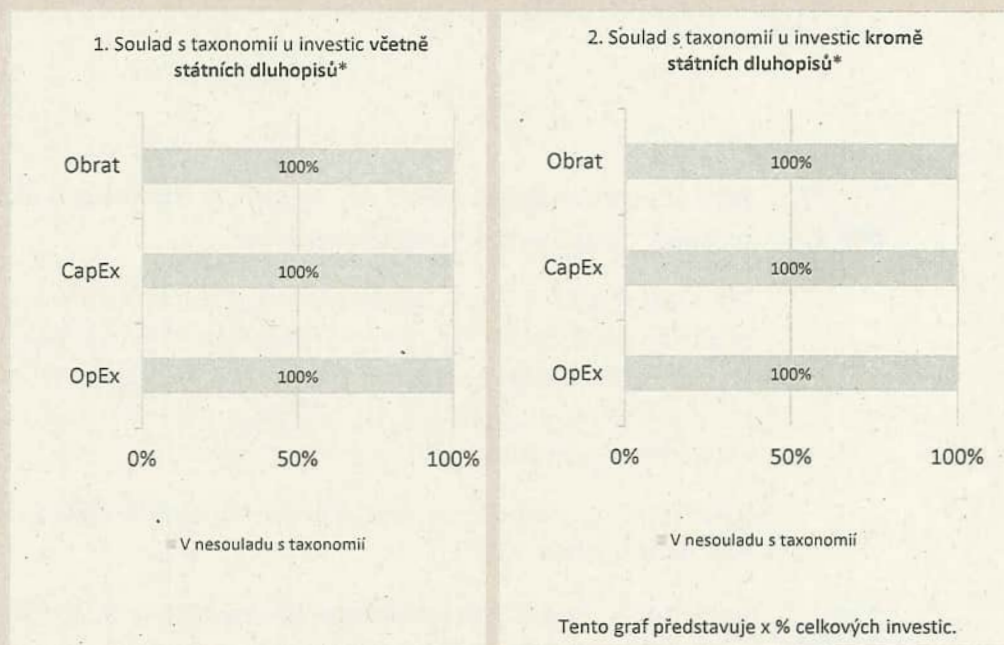 1. Soulad s taxonomií u investic včetně
státních dluhopisů*
Obrat
100%
CapEx
100%
OpEx
100%
0% 50% 100%
V nesouladu s taxonomií
2. Soulad s taxonomií u investic kromě
státních dluhopisů*
Obrat
100%
CapEx
100%
OpEx
100%
0% 50% 100%
V nesouladu s taxonomií
Tento graf představuje x % celkových investic.